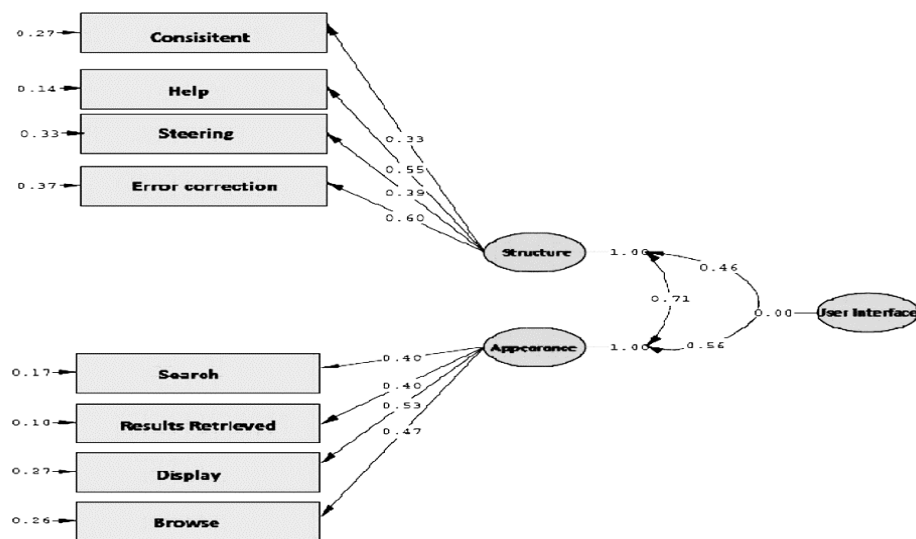 0.27 Consisitent
0.14 Help
0.33 Steering
0.37 Error correction
0.33
0.55
0.39
0.60
Structure 1.00
0.46
0.71
0.00 User Interface
0.56
Appearance 1.00
0.40
0.40
0.53
0.47
0.17 Search
0.10 Results Retrieved
0.27 Display
0.26 Browse